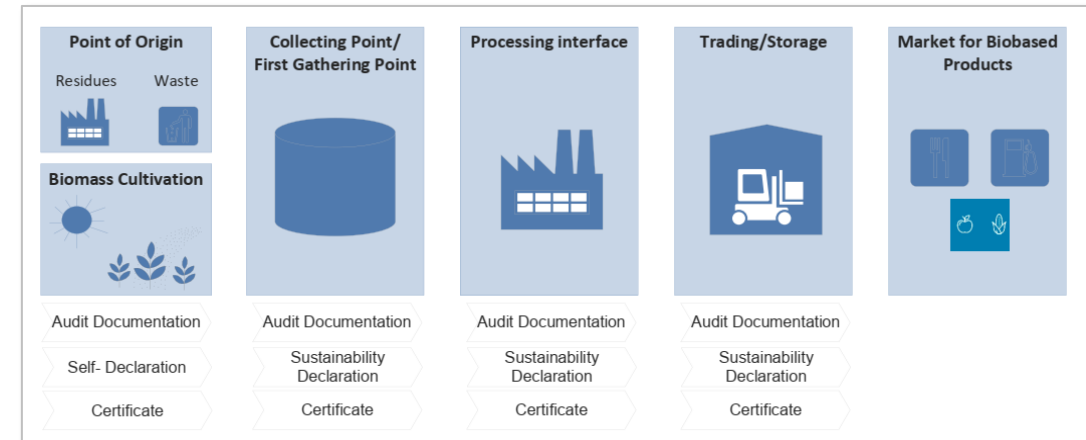 Point of Origin
Residues
Waste
Biomass Cultivation
Collecting Point/
First Gathering Point
Processing interface
Trading/Storage
Market for Biobased
Products
Audit Documentation
Self- Declaration
Certificate
Audit Documentation
Sustainability
Declaration
Certificate
Audit Documentation
Sustainability
Declaration
Certificate
Audit Documentation
Sustainability
Declaration
Certificate